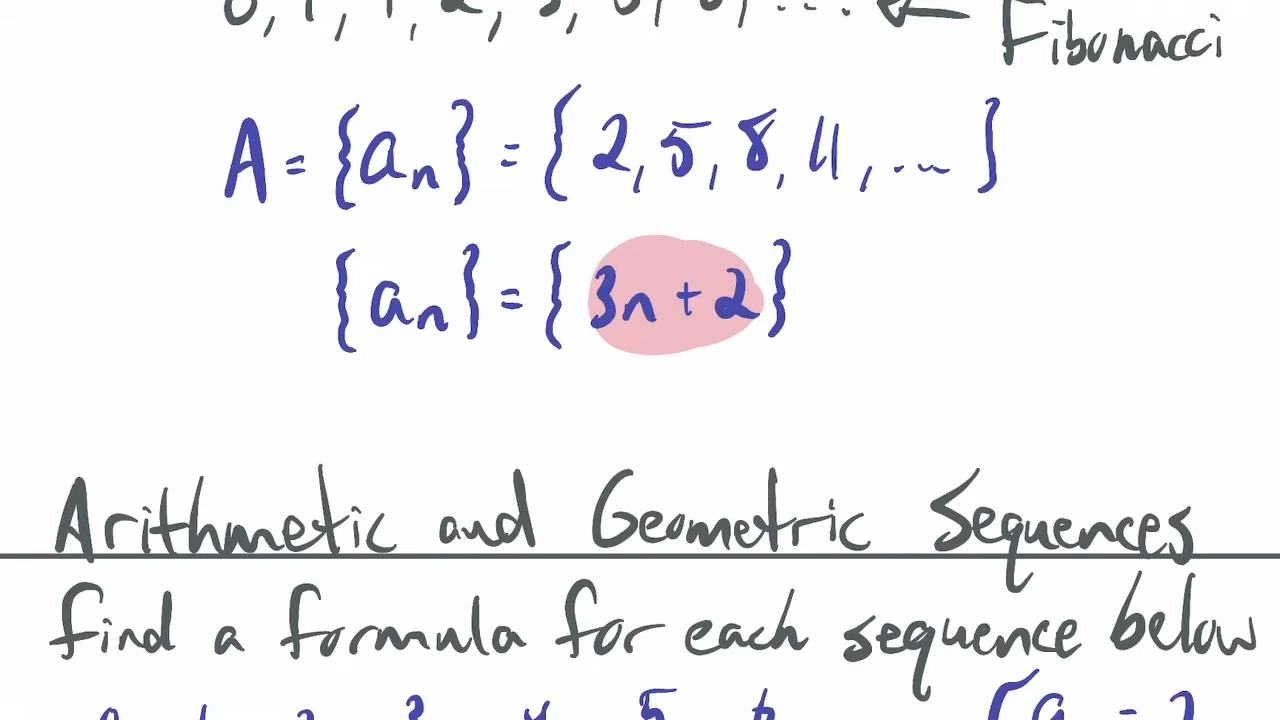 Fibonacci
A = {aₙ} = { 2, 5, 8, 11, ... }
{aₙ} = { 3n + 2 }
Arithmetic and Geometric Sequences
find a formula for each sequence below